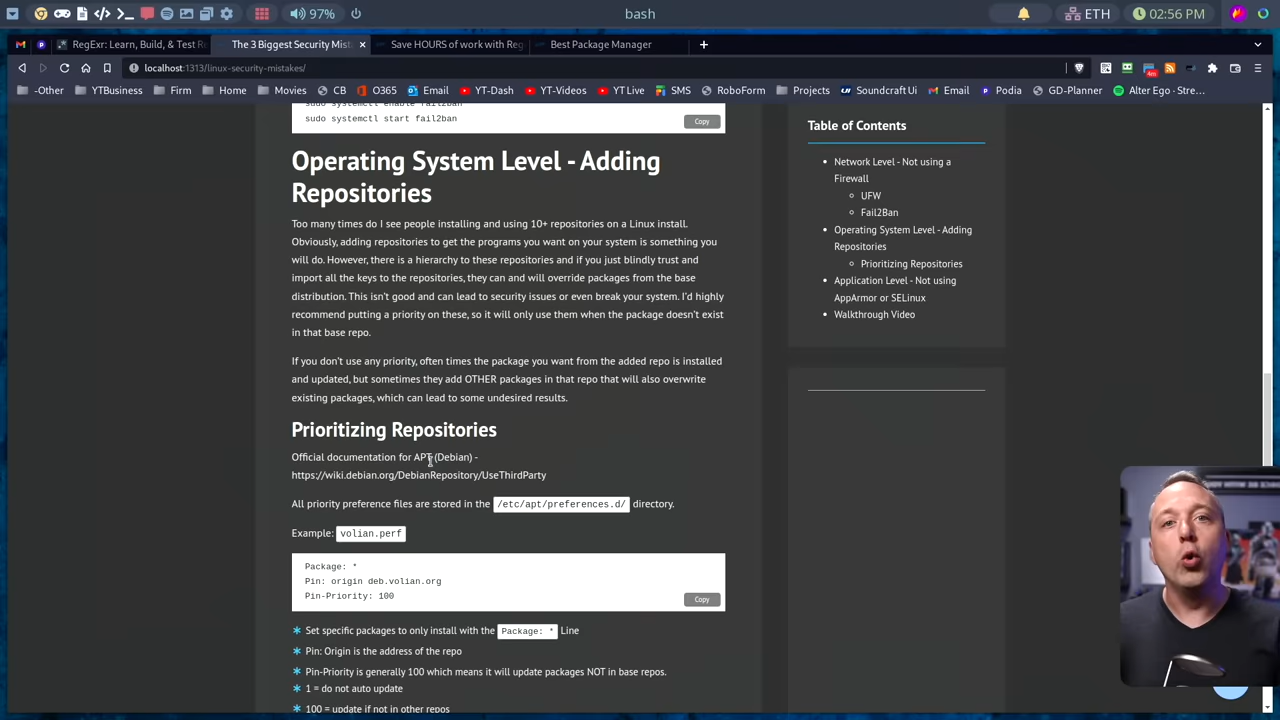 97%
bash
ETH
02:56 PM
RegExr: Learn, Build, & Test Re
The 3 Biggest Security Mist
Save HOURS of work with Reg
Best Package Manager
localhost:1313/linux-security-mistakes/
-Other
YTBusiness
Firm
Home
Movies
CB
O365
Email
YT-Dash
YT-Videos
YT Live
SMS
RoboForm
Projects
Soundcraft Ui
Email
Podia
GD-Planner
Alter Ego - Stre...
sudo systemctl enable fail2ban
sudo systemctl start fail2ban
Copy
Operating System Level - Adding
Repositories
Too many times do I see people installing and using 10+ repositories on a Linux install.
Obviously, adding repositories to get the programs you want on your system is something you
will do. However, there is a hierarchy to these repositories and if you just blindly trust and
import all the keys to the repositories, they can and will override packages from the base
distribution. This isn't good and can lead to security issues or even break your system. I'd highly
recommend putting a priority on these, so it will only use them when the package doesn't exist
in that base repo.
If you don't use any priority, often times the package you want from the added repo is installed
and updated, but sometimes they add OTHER packages in that repo that will also overwrite
existing packages, which can lead to some undesired results.
Prioritizing Repositories
Official documentation for APT (Debian) -
https://wiki.debian.org/DebianRepository/UseThirdParty
All priority preference files are stored in the /etc/apt/preferences.d/ directory.
Example: volian.perf
Package: *
Pin: origin deb.volian.org
Pin-Priority: 100
Copy
Set specific packages to only install with the Package: * Line
Pin: Origin is the address of the repo
Pin-Priority is generally 100 which means it will update packages NOT in base repos.
1 = do not auto update
100 = update if not in other repos
Table of Contents
Network Level - Not using a
Firewall
UFW
Fail2Ban
Operating System Level - Adding
Repositories
Prioritizing Repositories
Application Level - Not using
AppArmor or SELinux
Walkthrough Video